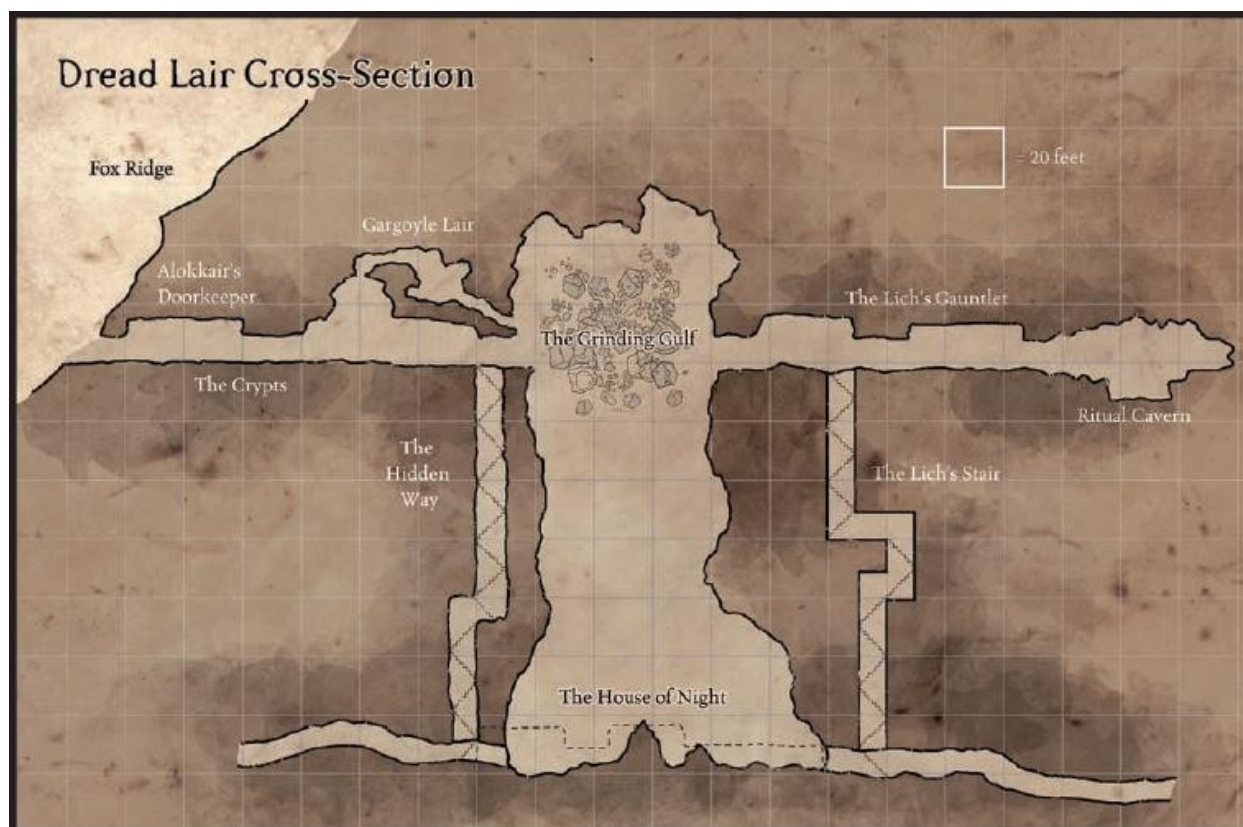 Dread Lair Cross-Section
Fox Ridge
= 20 feet
Gargoyle Lair
Alokkair's
Doorkeeper
The Lich's Gauntlet
The Grinding Gulf
The Crypts
Ritual Cavern
The
Hidden
Way
The Lich's Stair
The House of Night